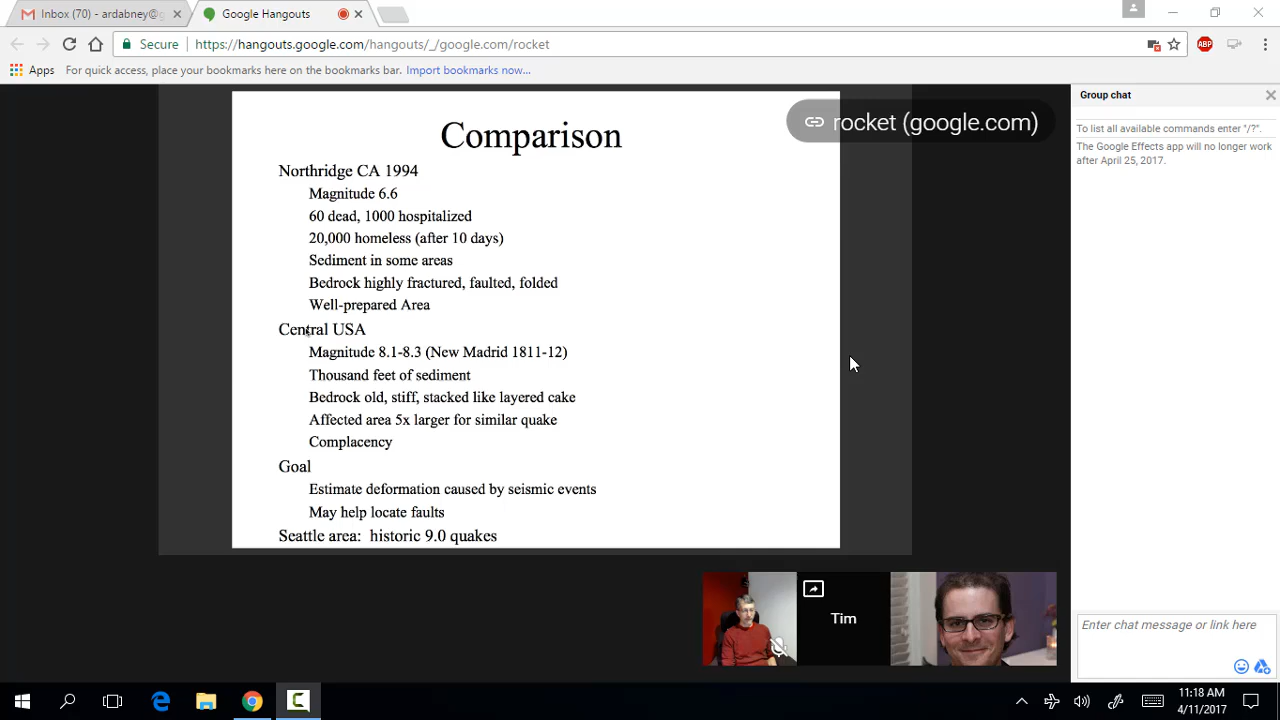 Inbox (70) - ardabney@g
Google Hangouts
Secure
https://hangouts.google.com/hangouts/_/google.com/rocket
ABP
Apps
For quick access, place your bookmarks here on the bookmarks bar. Import bookmarks now...
rocket (google.com)
Comparison
Northridge CA 1994
Magnitude 6.6
60 dead, 1000 hospitalized
20,000 homeless (after 10 days)
Sediment in some areas
Bedrock highly fractured, faulted, folded
Well-prepared Area
Central USA
Magnitude 8.1-8.3 (New Madrid 1811-12)
Thousand feet of sediment
Bedrock old, stiff, stacked like layered cake
Affected area 5x larger for similar quake
Complacency
Goal
Estimate deformation caused by seismic events
May help locate faults
Seattle area: historic 9.0 quakes
Tim
Group chat
To list all available commands enter "/?".
The Google Effects app will no longer work
after April 25, 2017.
Enter chat message or link here
11:18 AM
4/11/2017